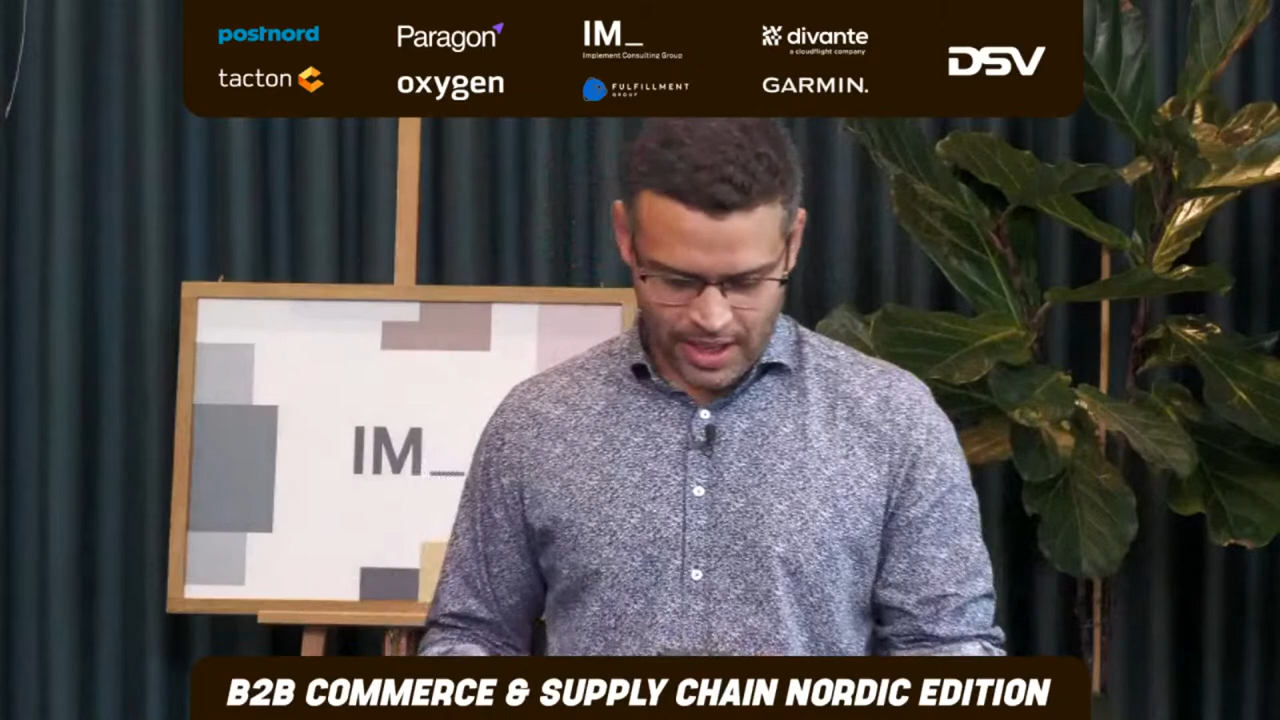 postnord
tacton
Paragon
oxygen
IM_
Implement Consulting Group
FULFILLMENT
GROUP
divante
a cloudflight company
GARMIN.
DSV
IM_
B2B COMMERCE & SUPPLY CHAIN NORDIC EDITION